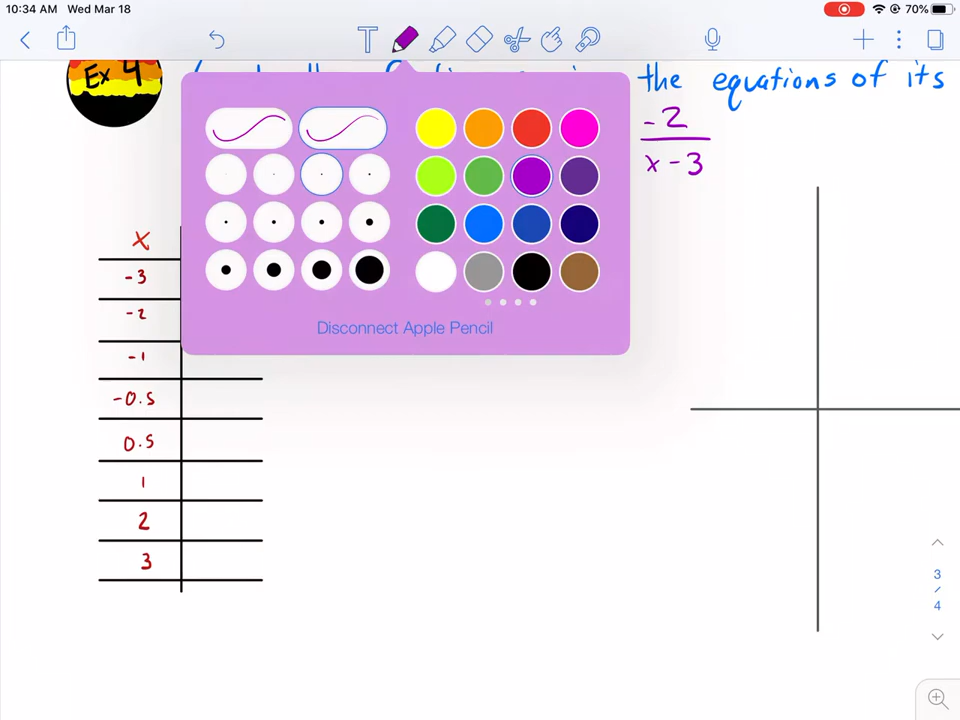 10:34 AM Wed Mar 18
70%
T
Ex 4
the equations of its
-2
x - 3
Disconnect Apple Pencil
x
-3
-2
-1
-0.5
0.5
1
2
3
3
/
4